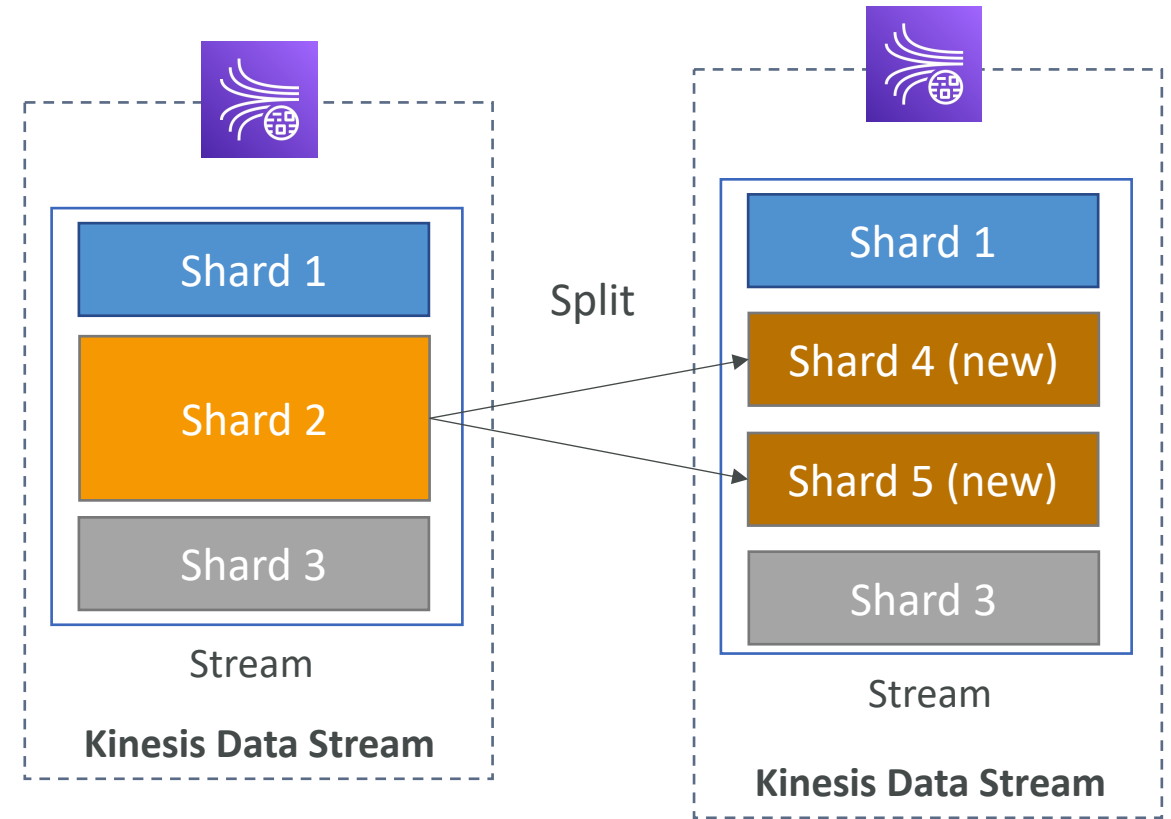 Shard 1
Shard 2
Shard 3
Stream
Kinesis Data Stream
Split
Shard 1
Shard 4 (new)
Shard 5 (new)
Shard 3
Stream
Kinesis Data Stream